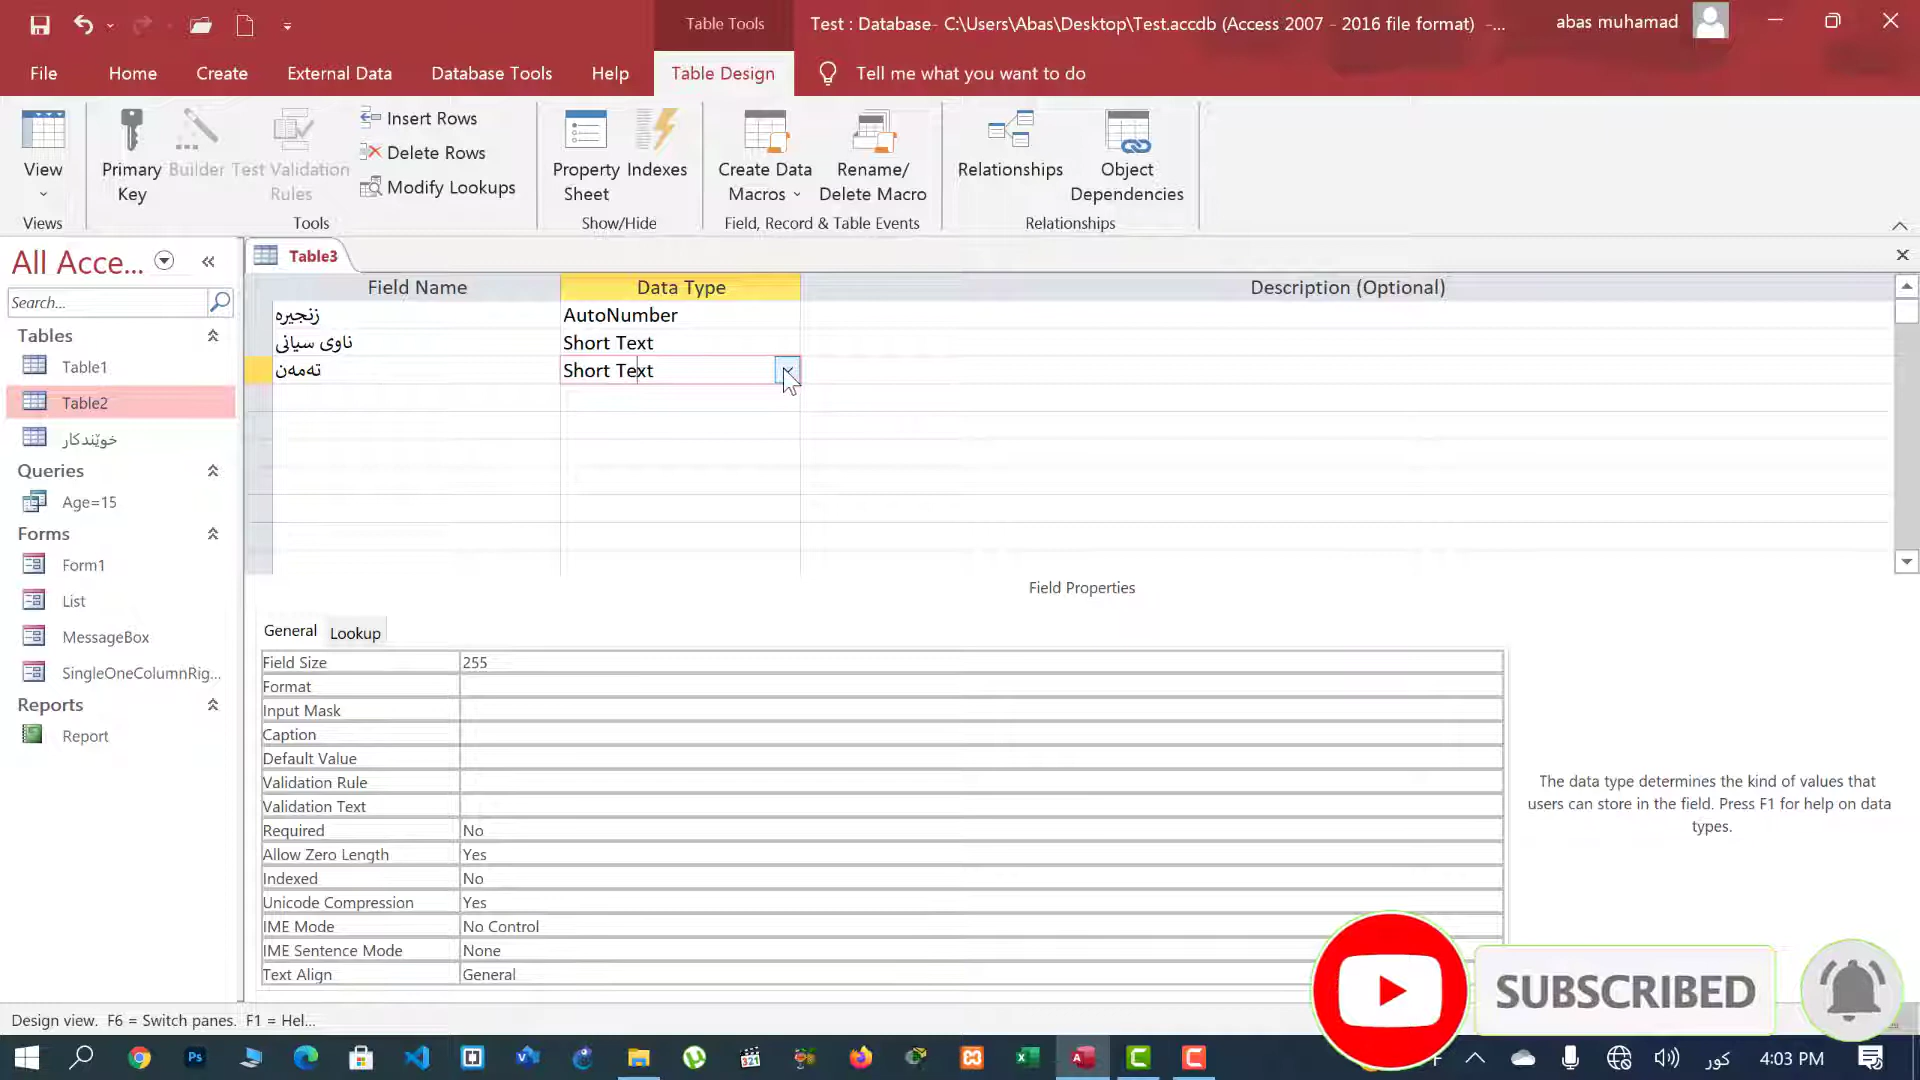 Table Tools
Test : Database- C:\Users\Abas\Desktop\Test.accdb (Access 2007 - 2016 file format) -...
abas muhamad
File
Home
Create
External Data
Database Tools
Help
Table Design
Tell me what you want to do
View
Primary Key
Builder
Test Validation Rules
Insert Rows
Delete Rows
Modify Lookups
Property Sheet
Indexes
Create Data Macros
Rename/ Delete Macro
Relationships
Object Dependencies
Views
Tools
Show/Hide
Field, Record & Table Events
Relationships
All Acce...
Search...
Tables
Table1
Table2
خوێندکار
Queries
Age=15
Forms
Form1
List
MessageBox
SingleOneColumnRig...
Reports
Report
Table3
Field Name
Data Type
Description (Optional)
زنجیرە
AutoNumber
ناوی سیانی
Short Text
تەمەن
Short Text
Field Properties
General
Lookup
Field Size
255
Format
Input Mask
Caption
Default Value
Validation Rule
Validation Text
Required
No
Allow Zero Length
Yes
Indexed
No
Unicode Compression
Yes
IME Mode
No Control
IME Sentence Mode
None
Text Align
General
The data type determines the kind of values that
users can store in the field. Press F1 for help on data
types.
SUBSCRIBED
Design view. F6 = Switch panes. F1 = Hel...
كور
4:03 PM